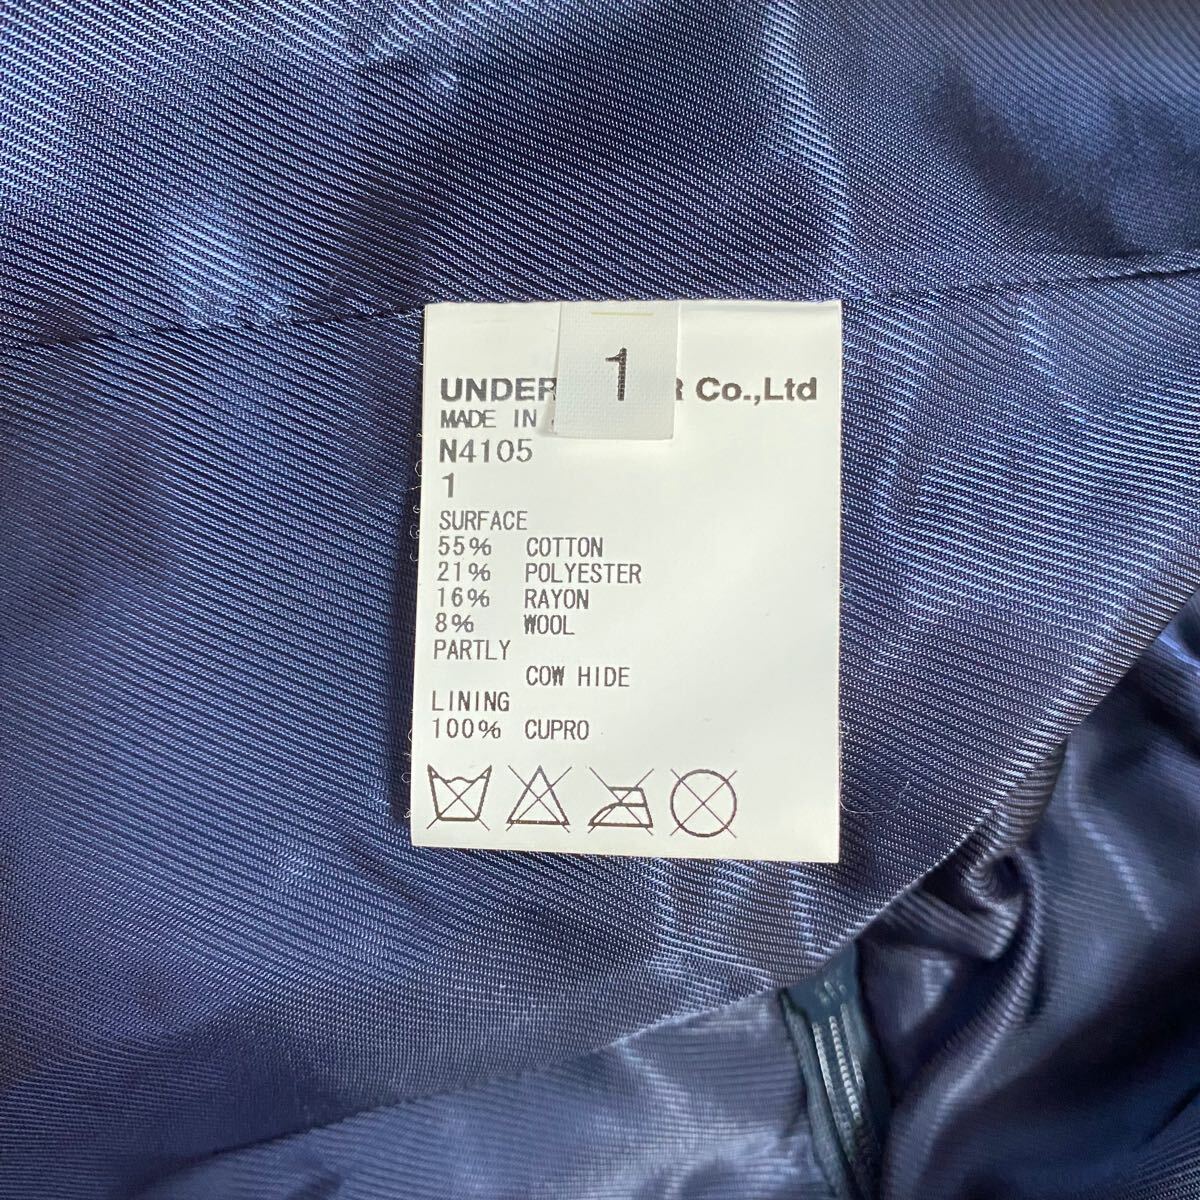 1
UNDER R Co.,Ltd
MADE IN
N4105
1
SURFACE
55% COTTON
21% POLYESTER
16% RAYON
8% WOOL
PARTLY
COW HIDE
LINING
100% CUPRO